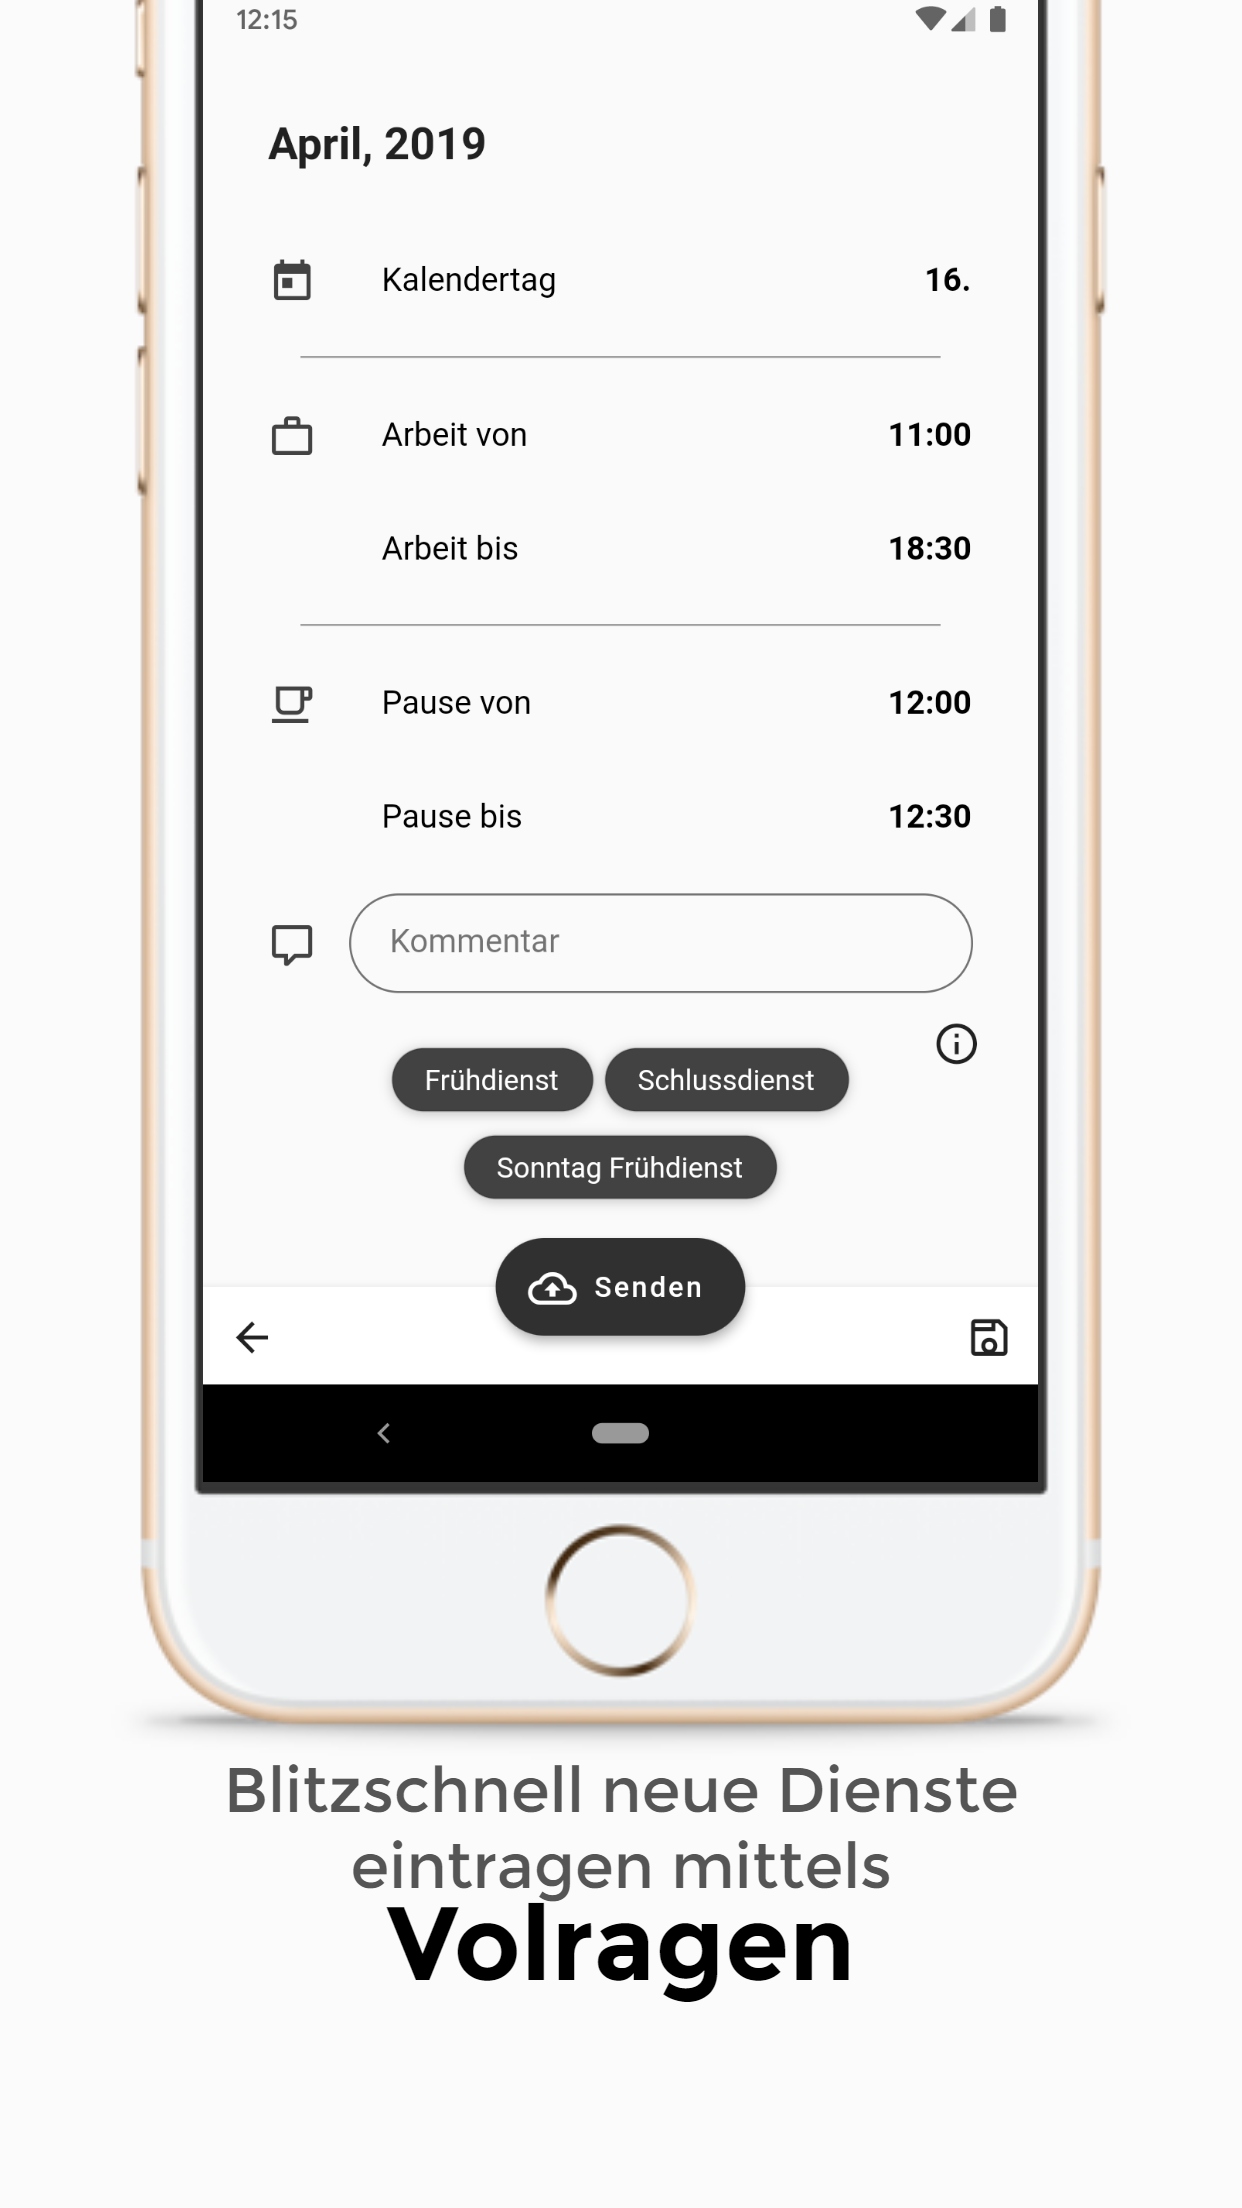 12:15
April, 2019
Kalendertag 16.
Arbeit von 11:00
Arbeit bis 18:30
Pause von 12:00
Pause bis 12:30
Kommentar
Frühdienst Schlussdienst
Sonntag Frühdienst
Senden
Blitzschnell neue Dienste
eintragen mittels
Volragen